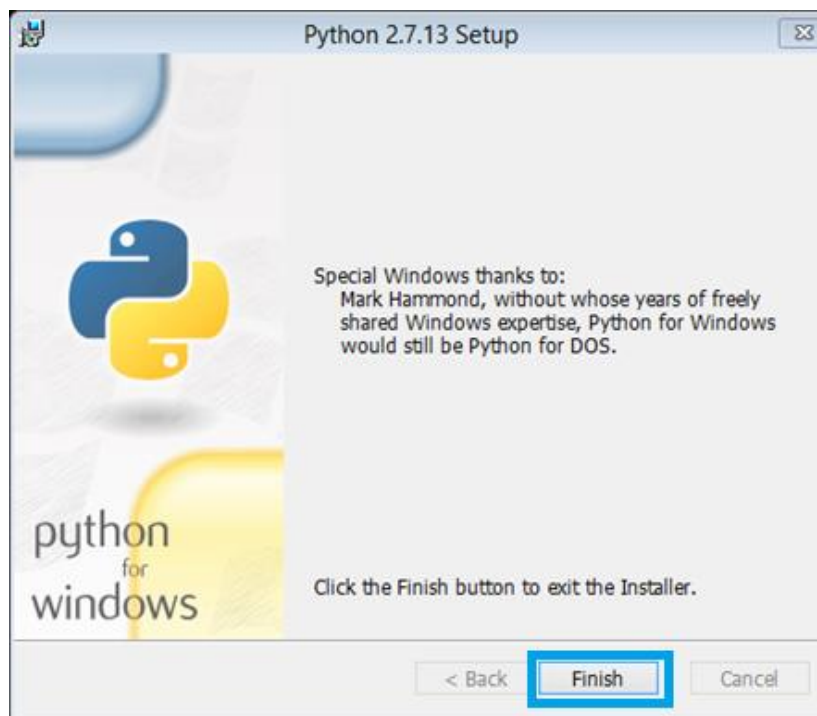 Python 2.7.13 Setup
Special Windows thanks to:
Mark Hammond, without whose years of freely
shared Windows expertise, Python for Windows
would still be Python for DOS.
python
for
windows
Click the Finish button to exit the Installer.
< Back
Finish
Cancel